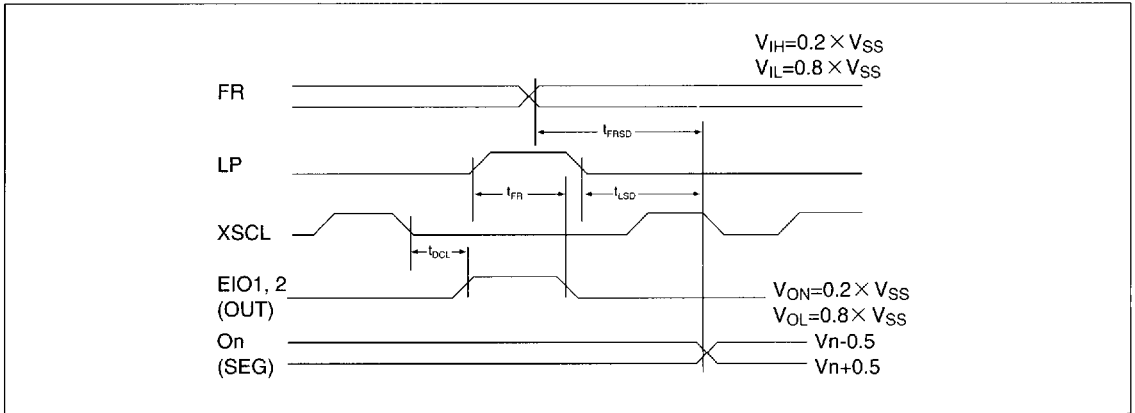 V_IH=0.2×V_SS
V_IL=0.8×V_SS
FR
t_FRSD
LP
t_FR
t_LSD
XSCL
t_DCL
EIO1, 2
(OUT)
V_ON=0.2×V_SS
V_OL=0.8×V_SS
On
(SEG)
Vn-0.5
Vn+0.5